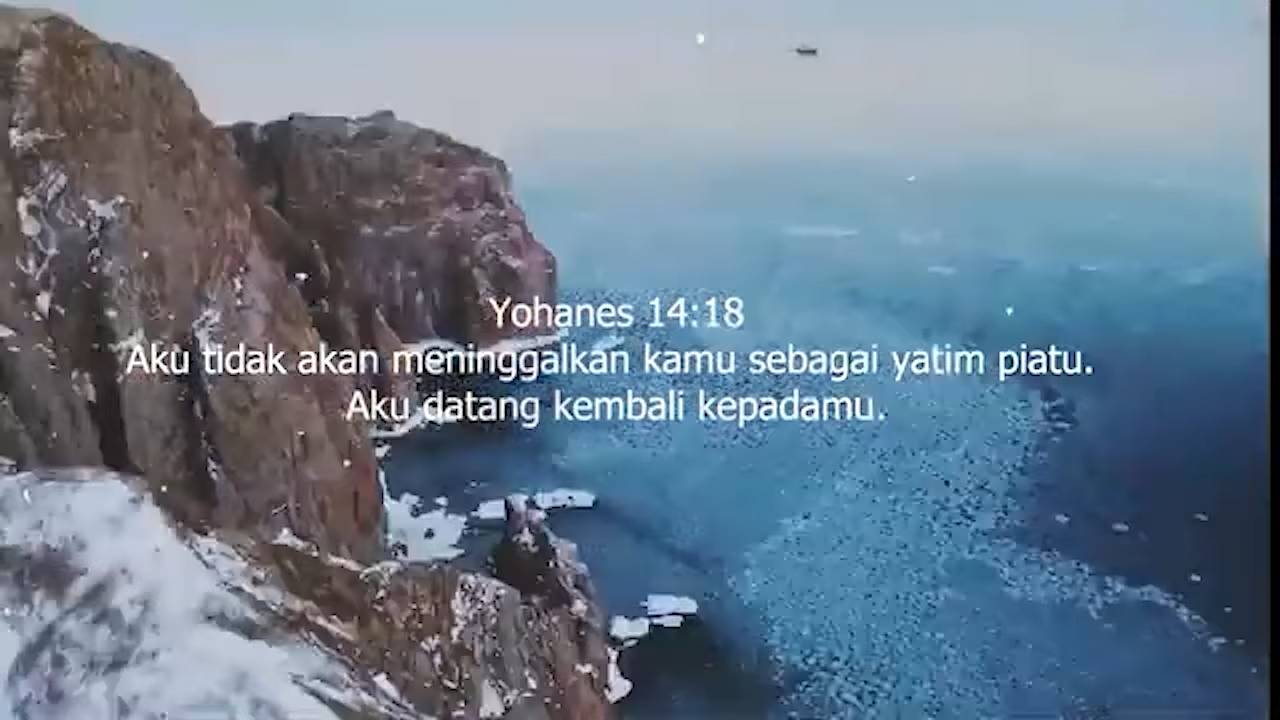 Yohanes 14:18
Aku tidak akan meninggalkan kamu sebagai yatim piatu.
Aku datang kembali kepadamu.